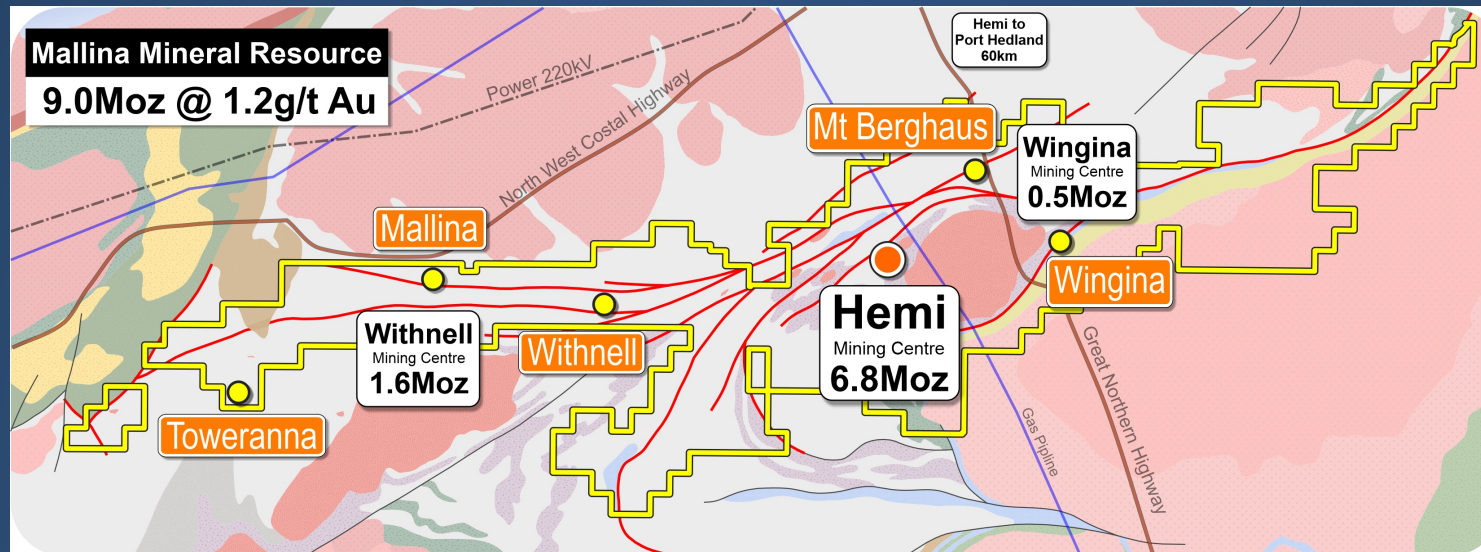 Mallina Mineral Resource
9.0Moz @ 1.2g/t Au
Power 220kV
North West Costal Highway
Hemi to
Port Hedland
60km
Mt Berghaus
Wingina
Mining Centre
0.5Moz
Mallina
Wingina
Hemi
Mining Centre
6.8Moz
Withnell
Mining Centre
1.6Moz
Withnell
Toweranna
Gas Pipline
Great Northern Highway